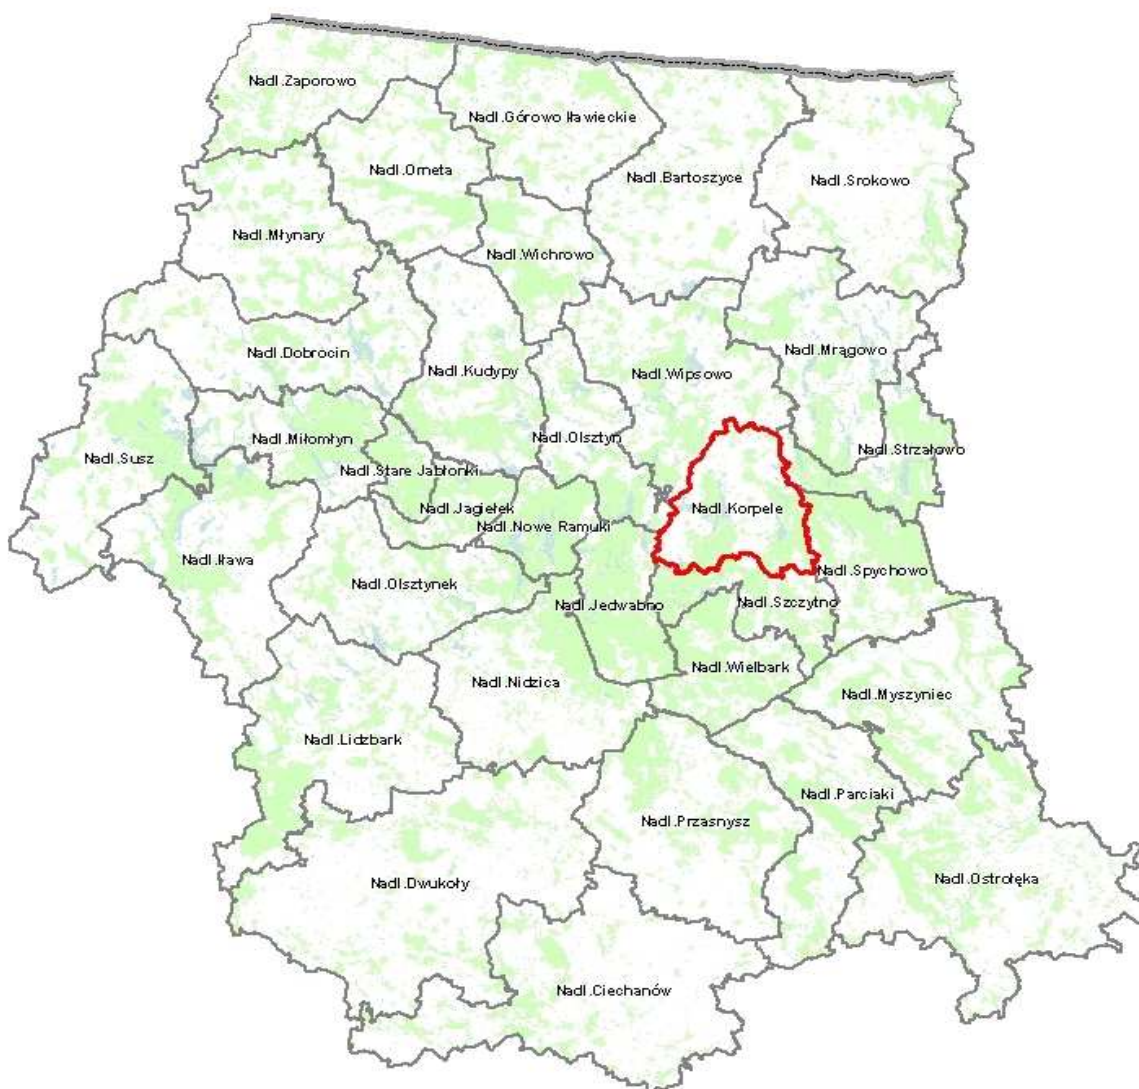 Nadl.Zaporowo
Nadl.Górowo Iławieckie
Nadl.Orneta
Nadl.Bartoszyce
Nadl.Srokowo
Nadl.Młynary
Nadl.Wichrowo
Nadl.Dobrocin
Nadl.Kudypy
Nadl.Wipsowo
Nadl.Mrągowo
Nadl.Miłomłyn
Nadl.Olsztyn
Nadl.Strzałowo
Nadl.Susz
Nadl.Stare Jabłonki
Nadl.Jagiełek
Nadl.Korpele
Nadl.Nowe Ramuki
Nadl.Iława
Nadl.Olsztynek
Nadl.Spychowo
Nadl.Jedwabno
Nadl.Szczytno
Nadl.Wielbark
Nadl.Nidzica
Nadl.Myszyniec
Nadl.Lidzbark
Nadl.Parciaki
Nadl.Przasnysz
Nadl.Dwukoły
Nadl.Ostrołęka
Nadl.Ciechanów